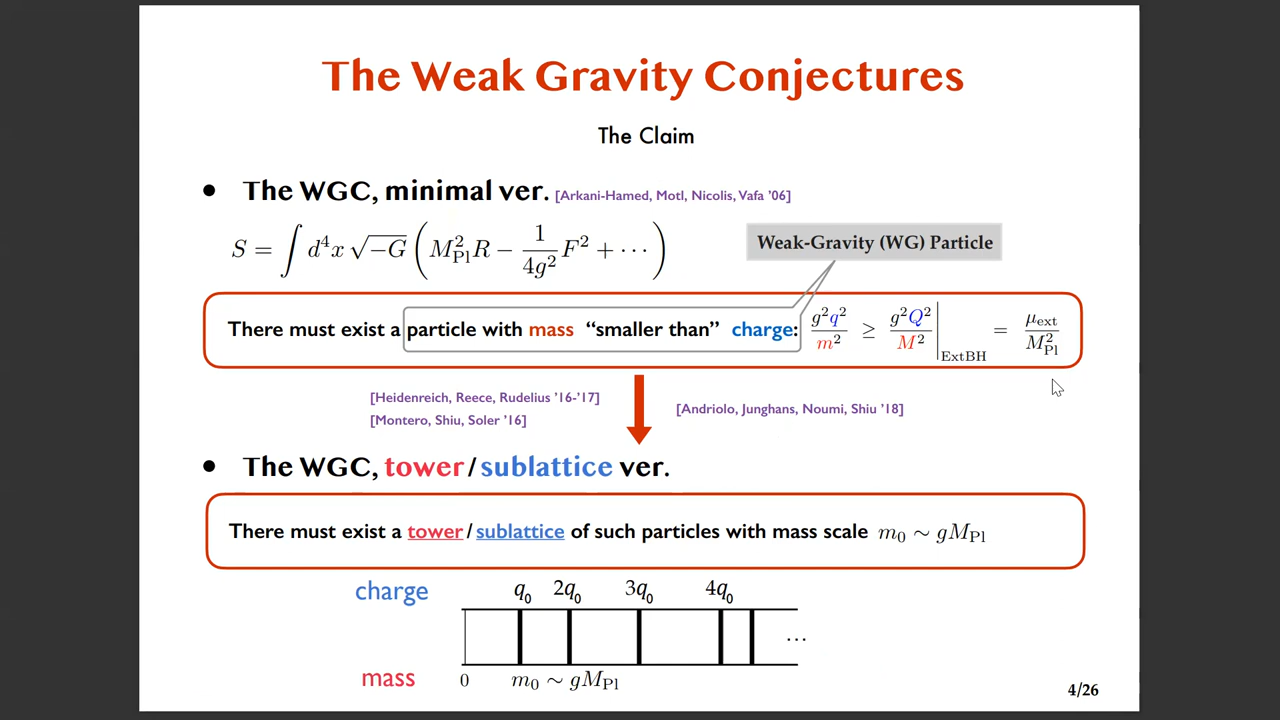 The Weak Gravity Conjectures
The Claim
• The WGC, minimal ver. [Arkani-Hamed, Motl, Nicolis, Vafa ’06]
S = ∫ d⁴x √−G ( M²_Pl R − 1/4g² F² + ⋯ )
Weak-Gravity (WG) Particle
There must exist a particle with mass “smaller than” charge: g²q²/m² ≥ g²Q²/M² |_ExtBH = μ_ext/M²_Pl
[Heidenreich, Reece, Rudelius ’16-’17]
[Montero, Shiu, Soler ’16]
[Andriolo, Junghans, Noumi, Shiu ’18]
• The WGC, tower/sublattice ver.
There must exist a tower/sublattice of such particles with mass scale m₀ ∼ gM_Pl
charge q₀ 2q₀ 3q₀ 4q₀
⋯
mass 0 m₀ ∼ gM_Pl
4/26